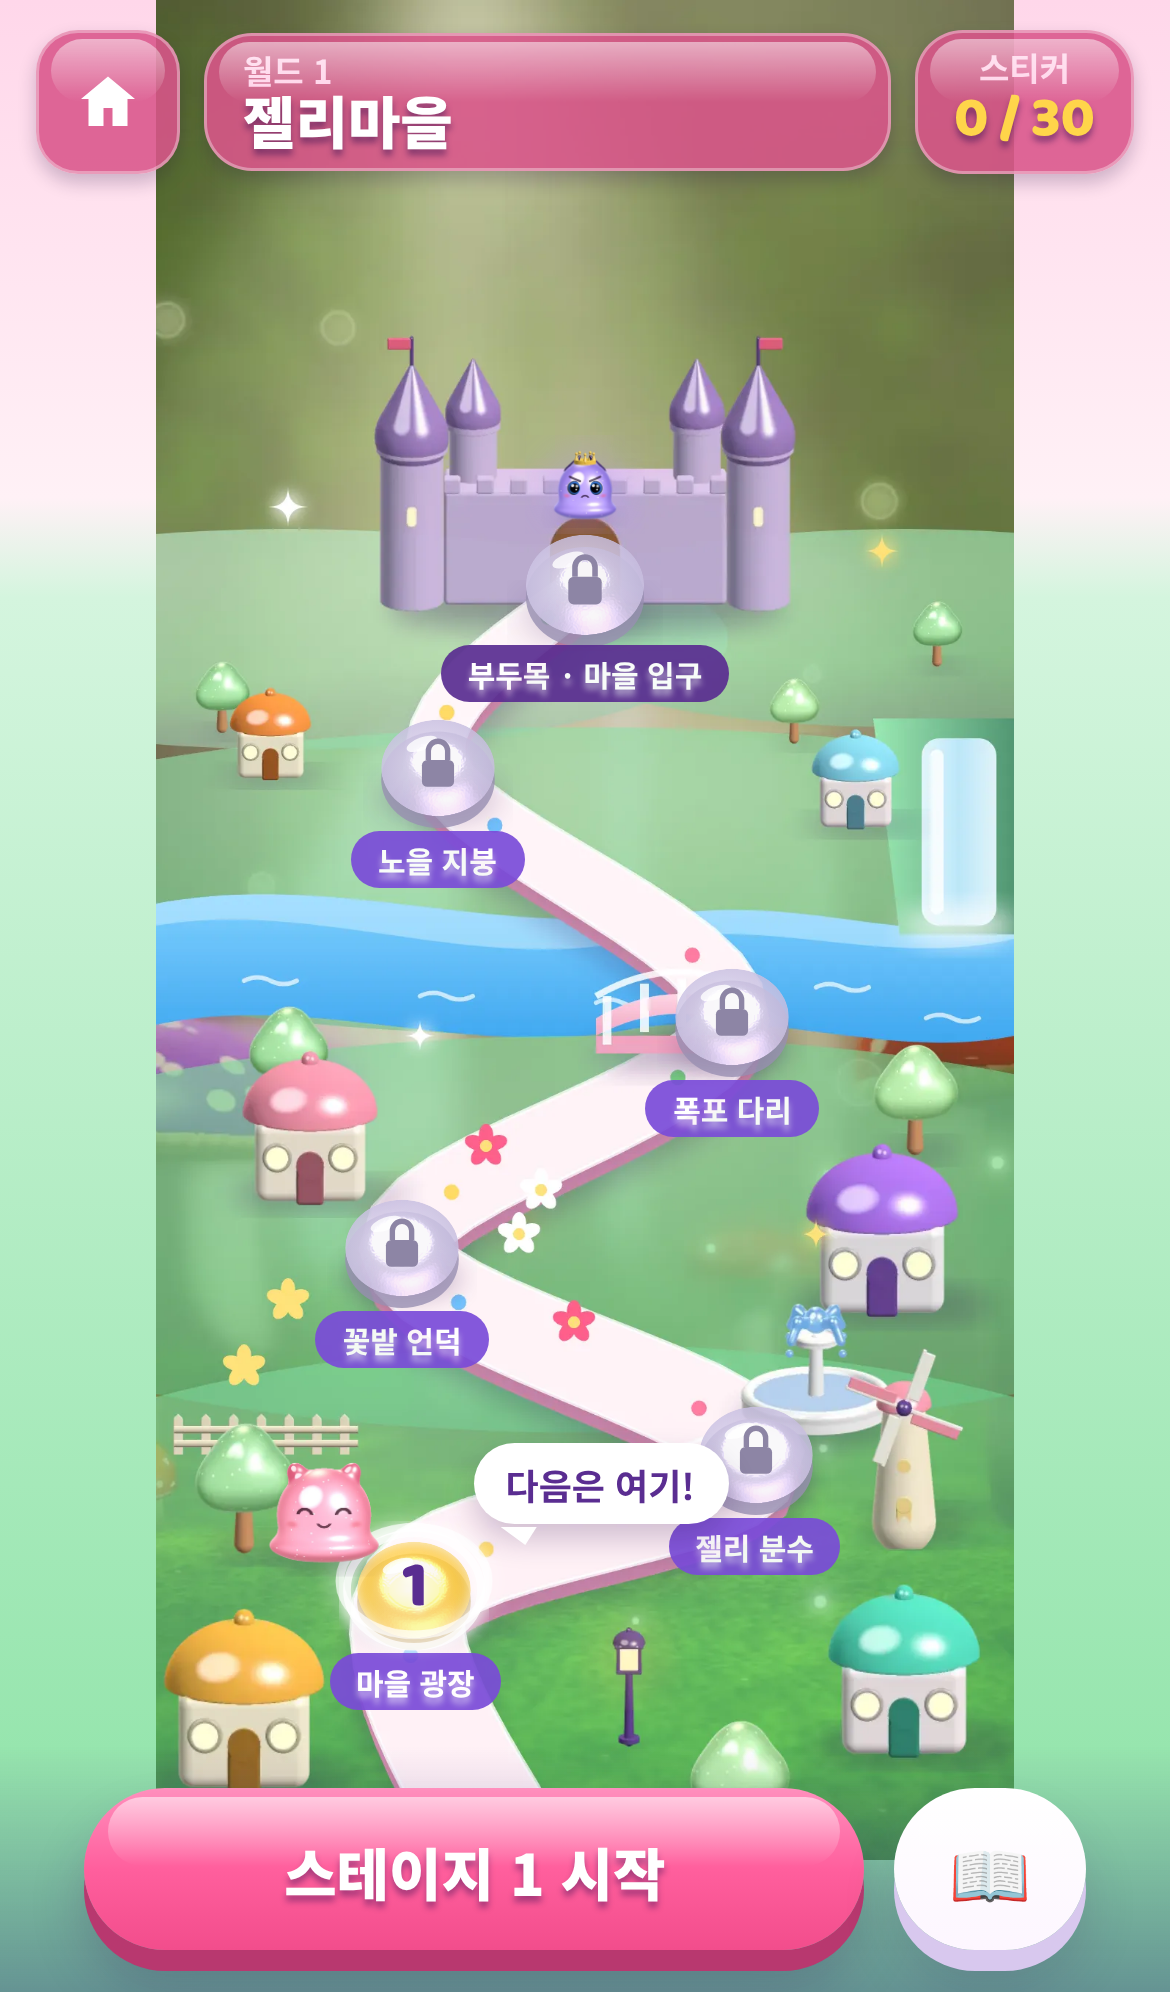 월드 1
젤리마을
스티커
0 / 30
부두목 · 마을 입구
노을 지붕
폭포 다리
꽃밭 언덕
다음은 여기!
젤리 분수
1
마을 광장
스테이지 1 시작